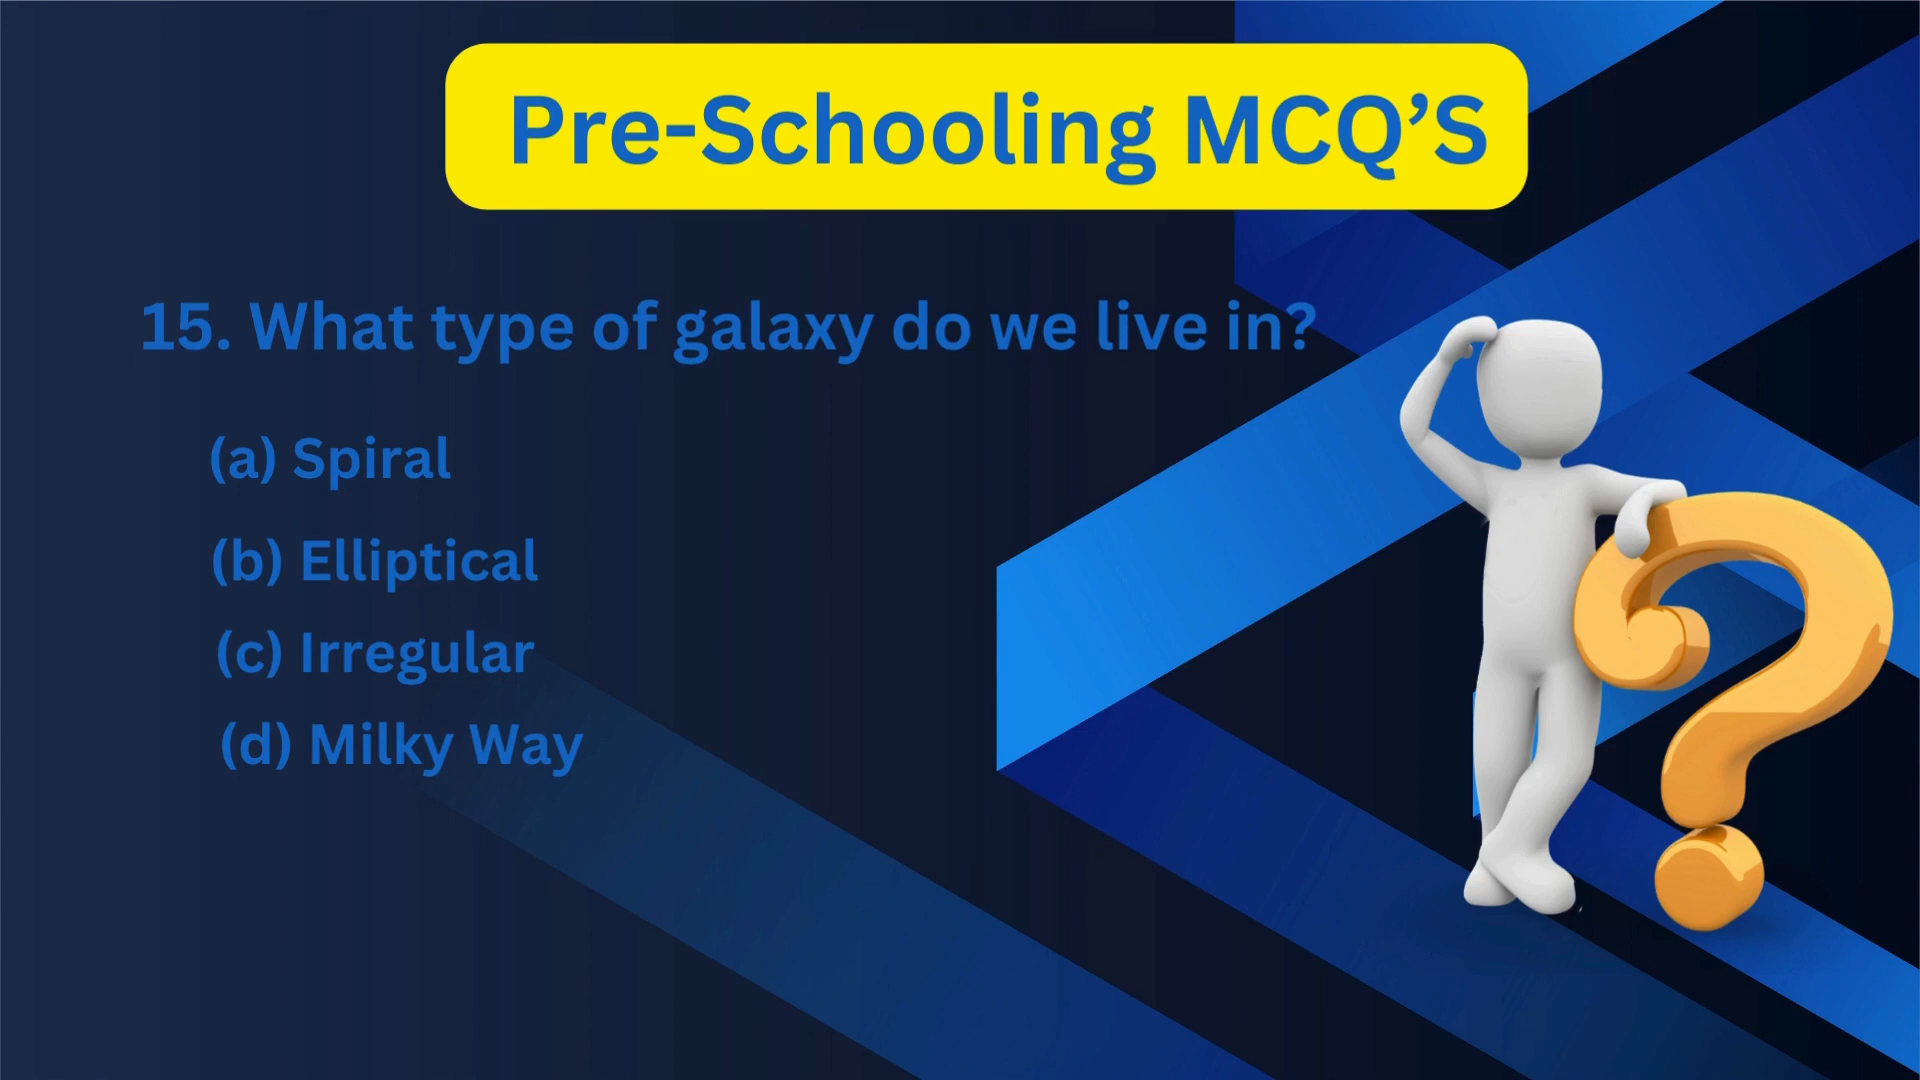 Pre-Schooling MCQ’S
15. What type of galaxy do we live in?
(a) Spiral
(b) Elliptical
(c) Irregular
(d) Milky Way